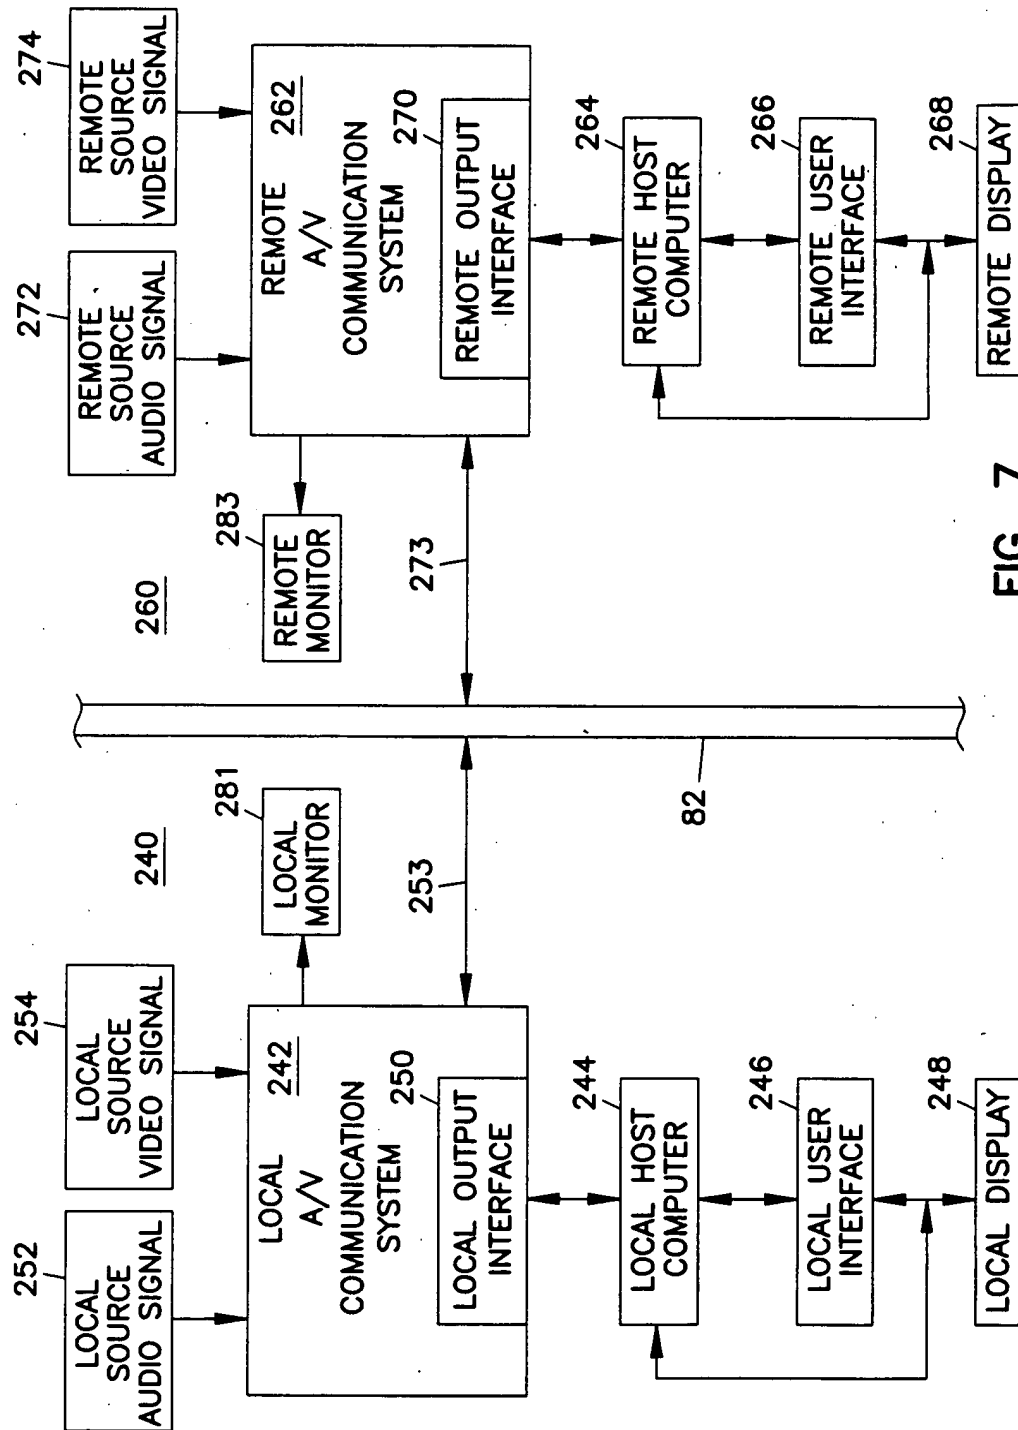 LOCAL
SOURCE
AUDIO SIGNAL
252
LOCAL
SOURCE
VIDEO SIGNAL
254
240
LOCAL
A/V
COMMUNICATION
SYSTEM
242
LOCAL OUTPUT
INTERFACE
250
LOCAL
MONITOR
281
253
LOCAL HOST
COMPUTER
244
LOCAL USER
INTERFACE
246
LOCAL DISPLAY
248
82
REMOTE
SOURCE
AUDIO SIGNAL
272
REMOTE
SOURCE
VIDEO SIGNAL
274
260
REMOTE
MONITOR
283
REMOTE
A/V
COMMUNICATION
SYSTEM
262
REMOTE OUTPUT
INTERFACE
270
273
REMOTE HOST
COMPUTER
264
REMOTE USER
INTERFACE
266
REMOTE DISPLAY
268
FIG. 7